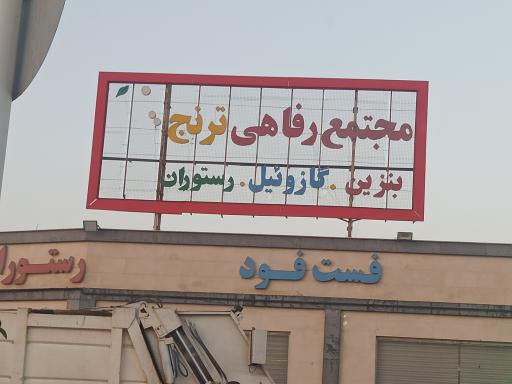 مجتمع رفاهی ترنج
بنزین . گازوئیل . رستوران
فست فود
رستورا